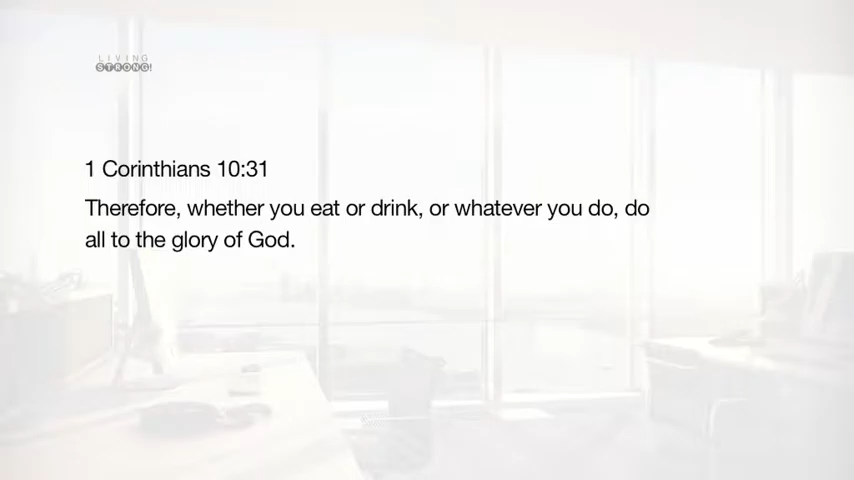 LIVING
STRONG!
1 Corinthians 10:31
Therefore, whether you eat or drink, or whatever you do, do
all to the glory of God.